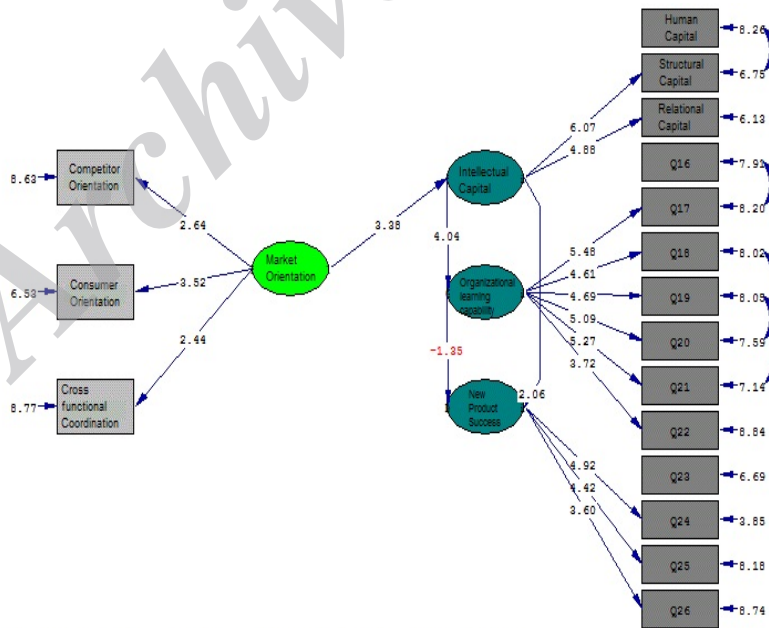 Archiv
Human
Capital
8.26
Structural
Capital
6.75
Relational
Capital
6.13
6.07
4.88
Competitor
Orientation
8.63
Intellectual
Capital
Q16
7.91
Q17
8.20
2.64
3.38
4.04
5.48
Q18
8.02
Market
Orientation
4.61
Consumer
Orientation
6.53
3.52
Organizational
learning
capability
4.69
Q19
8.05
5.09
Q20
7.59
2.44
-1.35
5.27
3.72
Q21
7.14
Cross
functional
Coordination
8.77
New
Product
Success
2.06
Q22
8.84
4.92
Q23
6.69
4.42
3.60
Q24
3.85
Q25
8.18
Q26
8.74